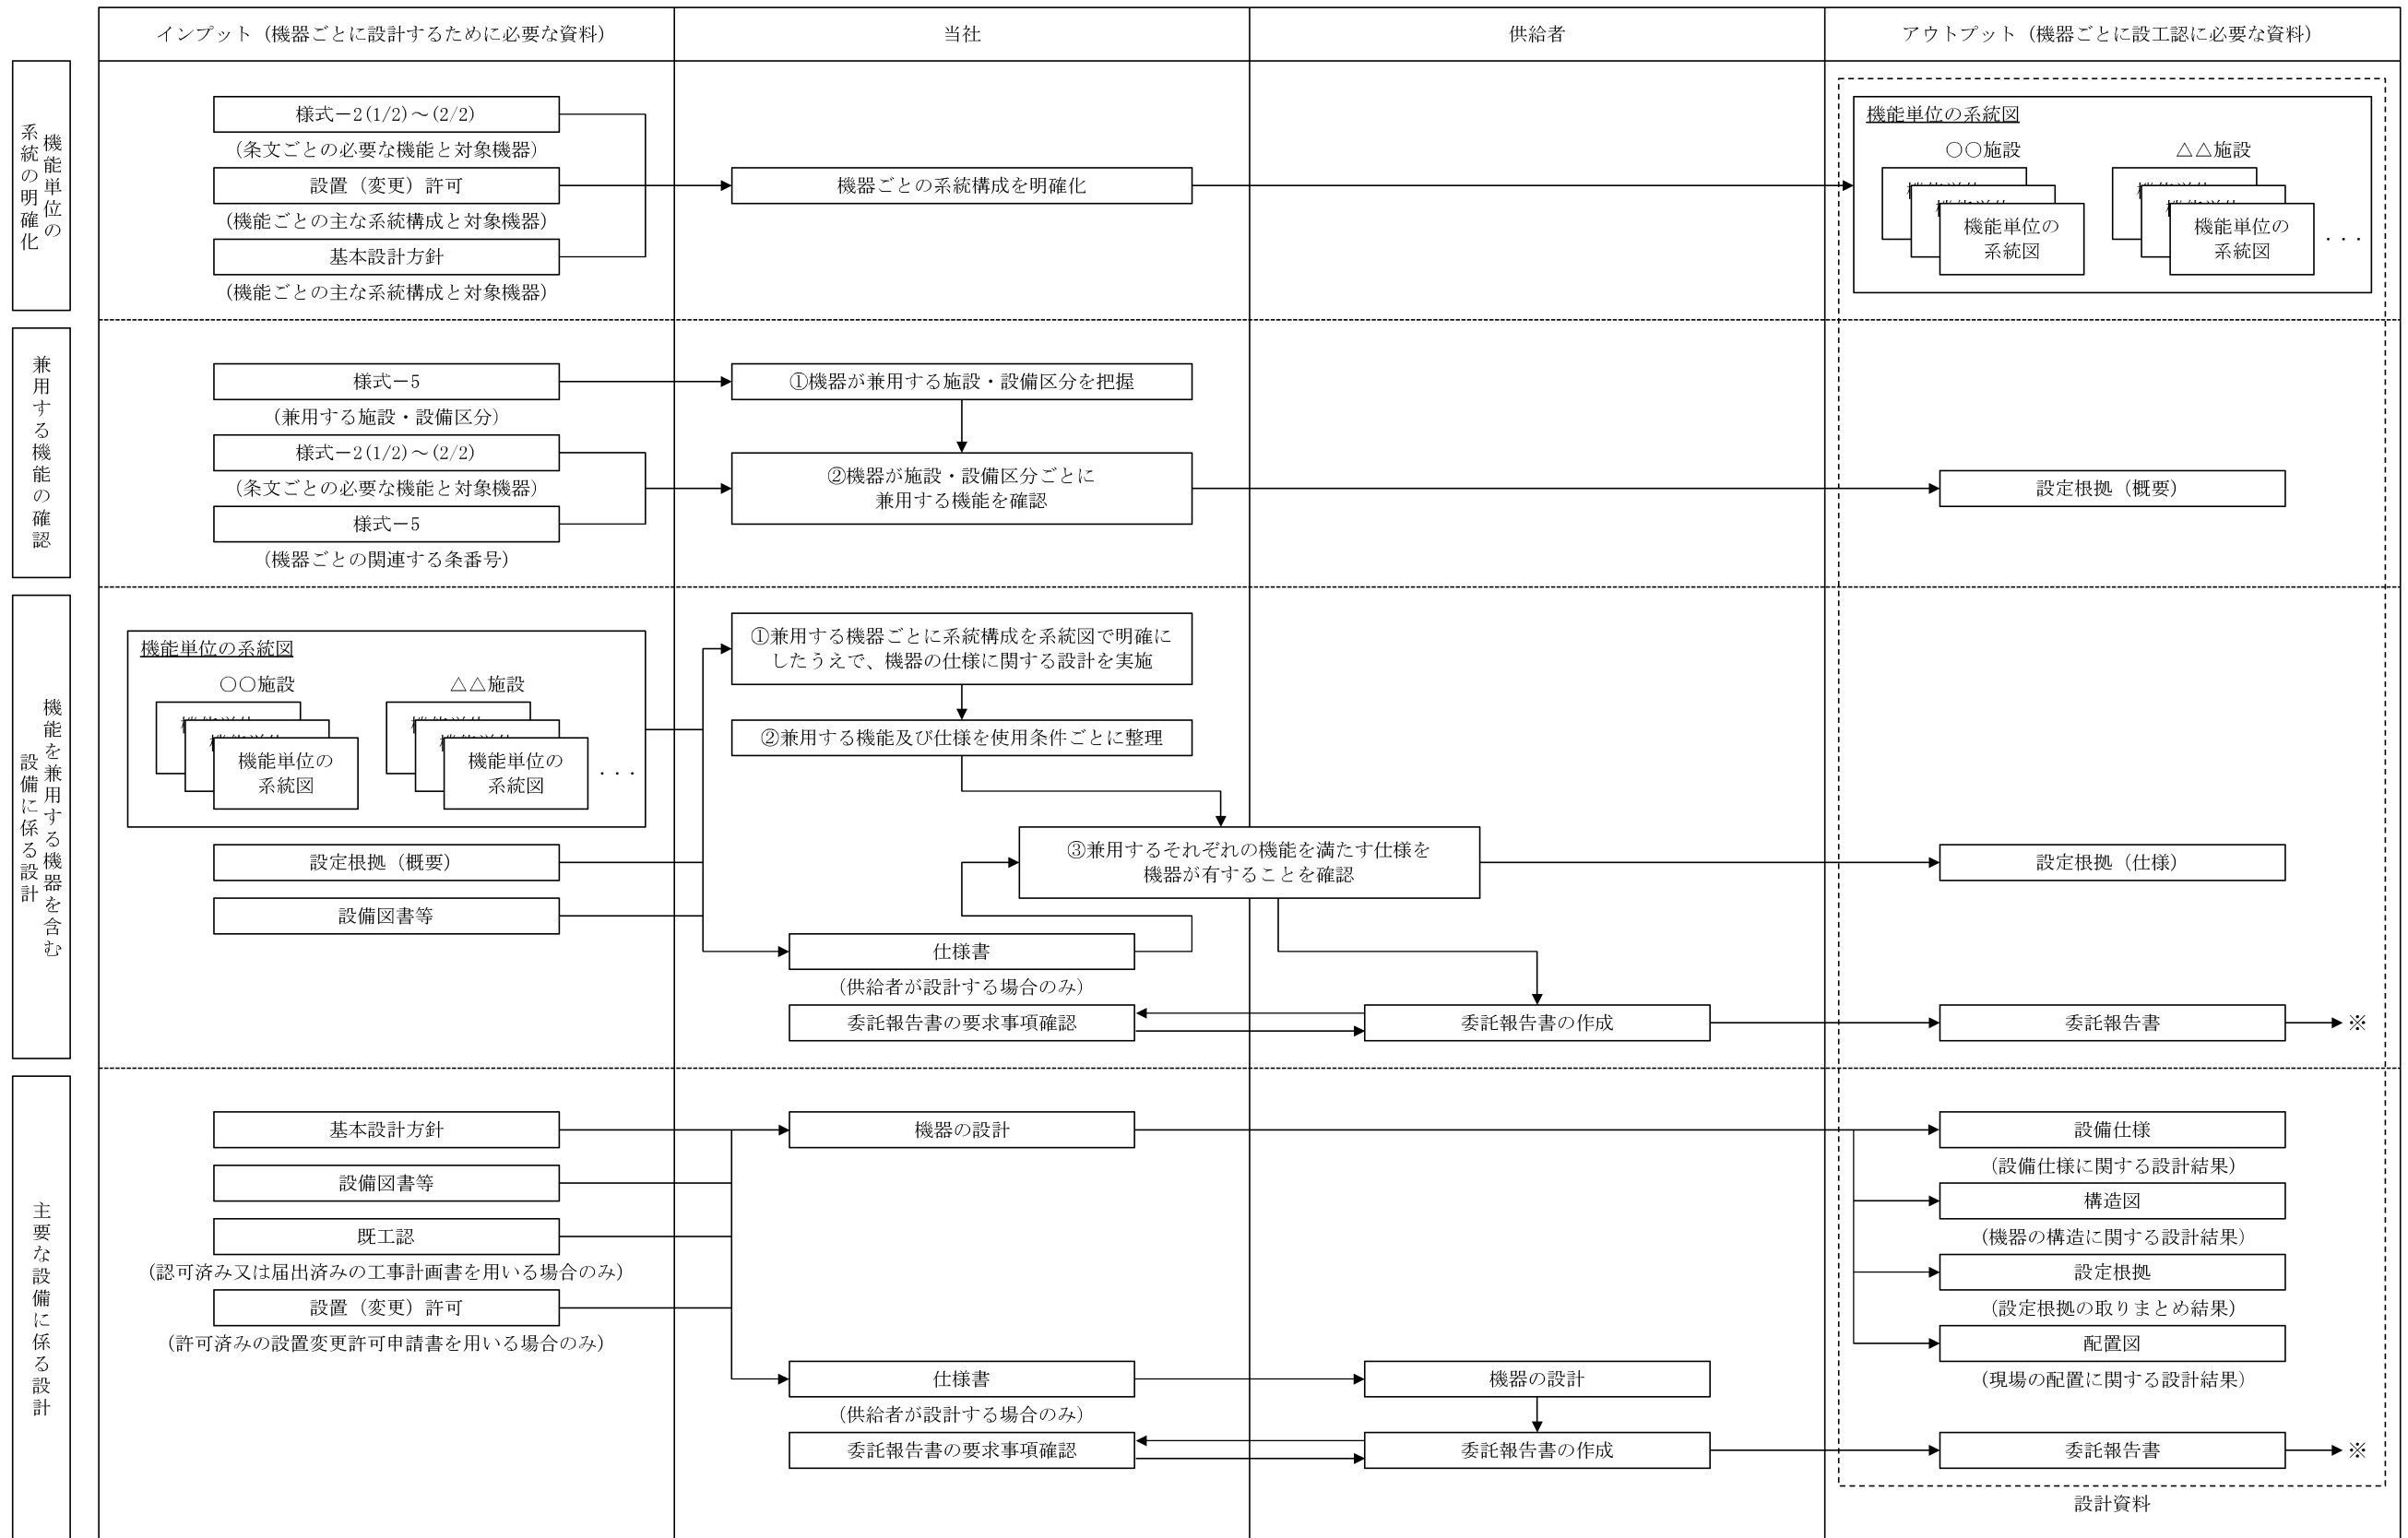 インプット（機器ごとに設計するために必要な資料）
当社
供給者
アウトプット（機器ごとに設工認に必要な資料）
機能単位の
系統の明確化
様式－2(1/2)～(2/2)
（条文ごとの必要な機能と対象機器）
設置（変更）許可
（機能ごとの主な系統構成と対象機器）
基本設計方針
（機能ごとの主な系統構成と対象機器）
機器ごとの系統構成を明確化
機能単位の系統図
○○施設
△△施設
機能単位の
系統図
機能単位の
系統図
・・・
兼用する機能の確認
様式－5
（兼用する施設・設備区分）
様式－2(1/2)～(2/2)
（条文ごとの必要な機能と対象機器）
様式－5
（機器ごとの関連する条番号）
①機器が兼用する施設・設備区分を把握
②機器が施設・設備区分ごとに
兼用する機能を確認
設定根拠（概要）
機能を兼用する機器を含む
設備に係る設計
機能単位の系統図
○○施設
△△施設
機能単位の
系統図
機能単位の
系統図
・・・
設定根拠（概要）
設備図書等
①兼用する機器ごとに系統構成を系統図で明確に
したうえで、機器の仕様に関する設計を実施
②兼用する機能及び仕様を使用条件ごとに整理
③兼用するそれぞれの機能を満たす仕様を
機器が有することを確認
設定根拠（仕様）
仕様書
（供給者が設計する場合のみ）
委託報告書の要求事項確認
委託報告書の作成
委託報告書
※
主要な設備に係る設計
基本設計方針
設備図書等
既工認
（認可済み又は届出済みの工事計画書を用いる場合のみ）
設置（変更）許可
（許可済みの設置変更許可申請書を用いる場合のみ）
機器の設計
設備仕様
（設備仕様に関する設計結果）
構造図
（機器の構造に関する設計結果）
設定根拠
（設定根拠の取りまとめ結果）
配置図
（現場の配置に関する設計結果）
仕様書
（供給者が設計する場合のみ）
機器の設計
委託報告書の要求事項確認
委託報告書の作成
委託報告書
※
設計資料